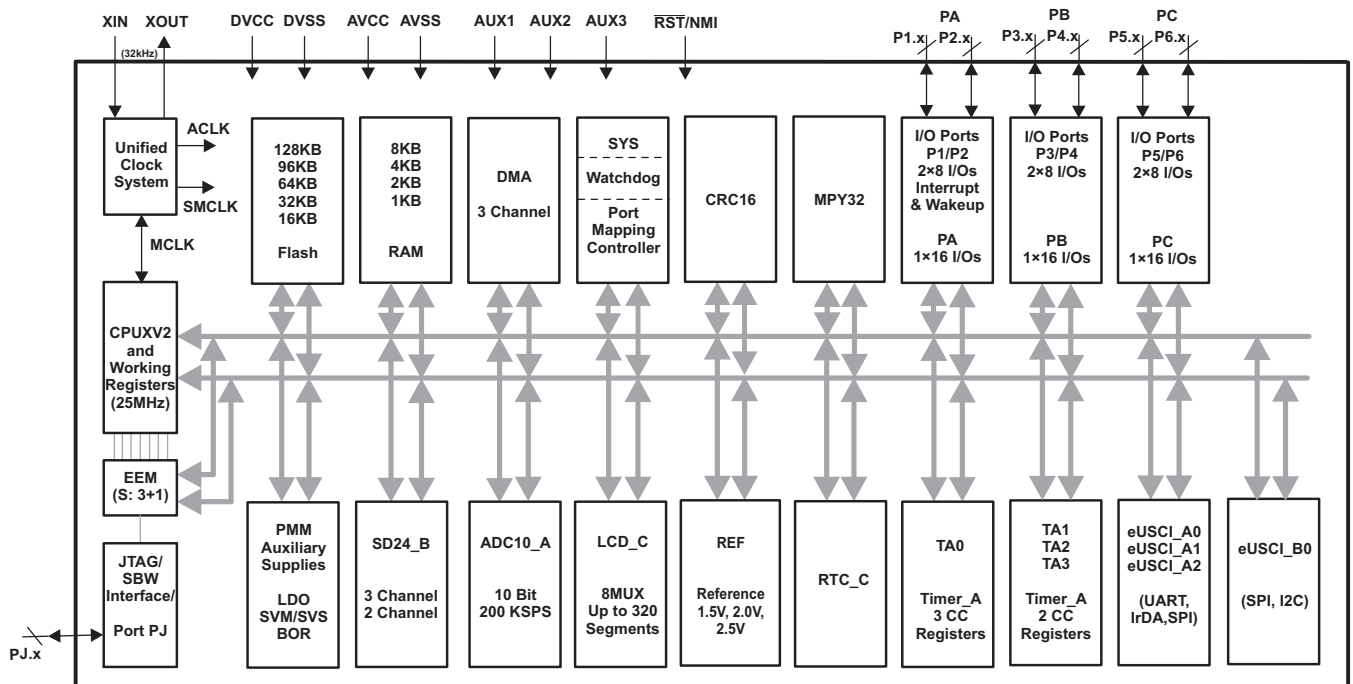 XIN
XOUT
(32kHz)
DVCC
DVSS
AVCC
AVSS
AUX1
AUX2
AUX3
RST/NMI
PA
P1.x
P2.x
PB
P3.x
P4.x
PC
P5.x
P6.x
Unified
Clock
System
ACLK
SMCLK
MCLK
128KB
96KB
64KB
32KB
16KB
Flash
8KB
4KB
2KB
1KB
RAM
DMA
3 Channel
SYS
Watchdog
Port
Mapping
Controller
CRC16
MPY32
I/O Ports
P1/P2
2×8 I/Os
Interrupt
& Wakeup
PA
1×16 I/Os
I/O Ports
P3/P4
2×8 I/Os
PB
1×16 I/Os
I/O Ports
P5/P6
2×8 I/Os
PC
1×16 I/Os
CPUXV2
and
Working
Registers
(25MHz)
EEM
(S: 3+1)
JTAG/
SBW
Interface/
Port PJ
PJ.x
PMM
Auxiliary
Supplies
LDO
SVM/SVS
BOR
SD24_B
3 Channel
2 Channel
ADC10_A
10 Bit
200 KSPS
LCD_C
8MUX
Up to 320
Segments
REF
Reference
1.5V, 2.0V,
2.5V
RTC_C
TA0
Timer_A
3 CC
Registers
TA1
TA2
TA3
Timer_A
2 CC
Registers
eUSCI_A0
eUSCI_A1
eUSCI_A2
(UART,
IrDA,SPI)
eUSCI_B0
(SPI, I2C)